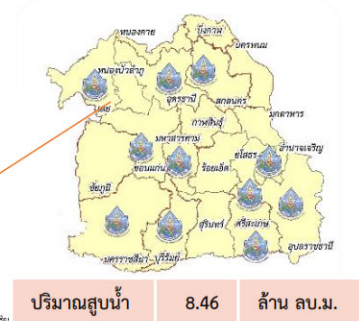 หนองคาย
บึงกาฬ
นครพนม
หนองบัวลำภู
เลย
อุดรธานี
สกลนคร
มุกดาหาร
กาฬสินธุ์
มหาสารคาม
ขอนแก่น
ร้อยเอ็ด
ยโสธร
อำนาจเจริญ
ชัยภูมิ
นครราชสีมา
บุรีรัมย์
สุรินทร์
ศรีสะเกษ
อุบลราชธานี
ปริมาณสูบน้ำ 8.46 ล้าน ลบ.ม.